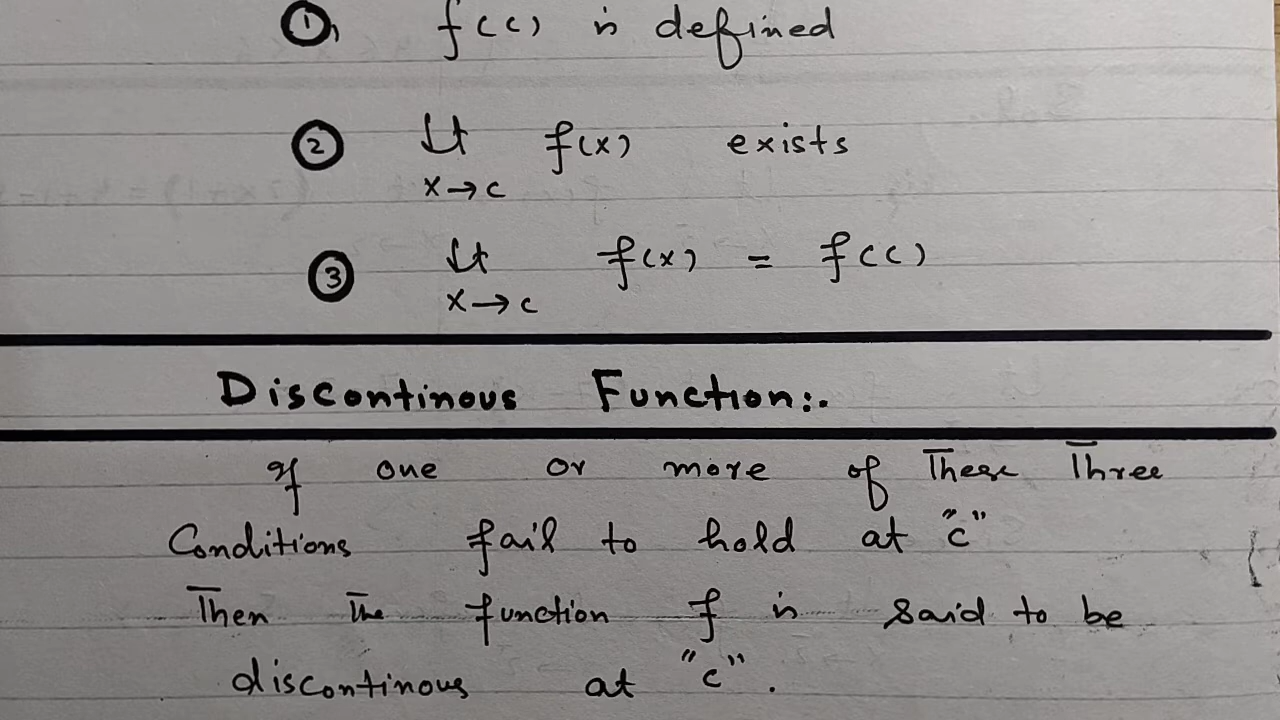 ① f(c) is defined
② Lt f(x) exists
x→c
③ Lt f(x) = f(c)
x→c
Discontinous Function:.
If one or more of These Three
Conditions fail to hold at "c"
Then The function f is said to be
discontinous at "c".